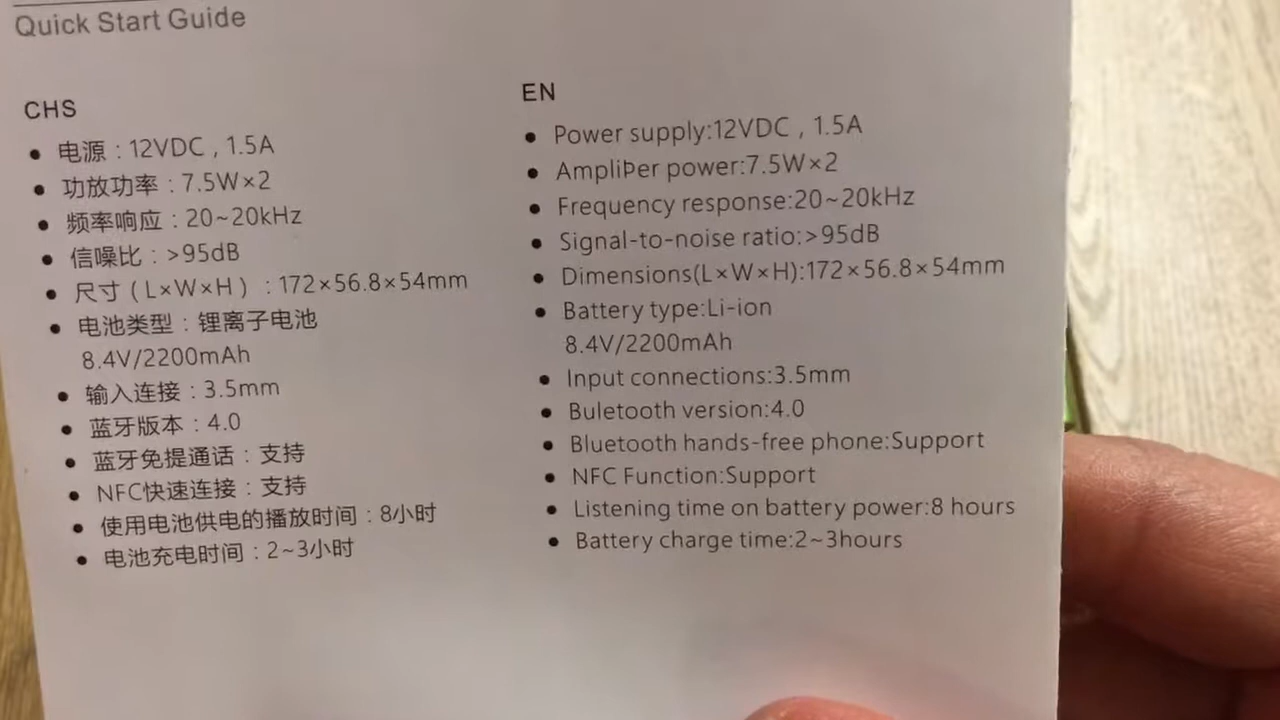 Quick Start Guide
CHS
• 电源：12VDC , 1.5A
• 功放功率：7.5W×2
• 频率响应：20~20kHz
• 信噪比：>95dB
• 尺寸 ( L×W×H ) ：172×56.8×54mm
• 电池类型：锂离子电池
8.4V/2200mAh
• 输入连接：3.5mm
• 蓝牙版本：4.0
• 蓝牙免提通话：支持
• NFC快速连接：支持
• 使用电池供电的播放时间：8小时
• 电池充电时间：2~3小时
EN
• Power supply:12VDC , 1.5A
• AmpliÞer power:7.5W×2
• Frequency response:20~20kHz
• Signal-to-noise ratio:>95dB
• Dimensions(L×W×H):172×56.8×54mm
• Battery type:Li-ion
8.4V/2200mAh
• Input connections:3.5mm
• Buletooth version:4.0
• Bluetooth hands-free phone:Support
• NFC Function:Support
• Listening time on battery power:8 hours
• Battery charge time:2~3hours